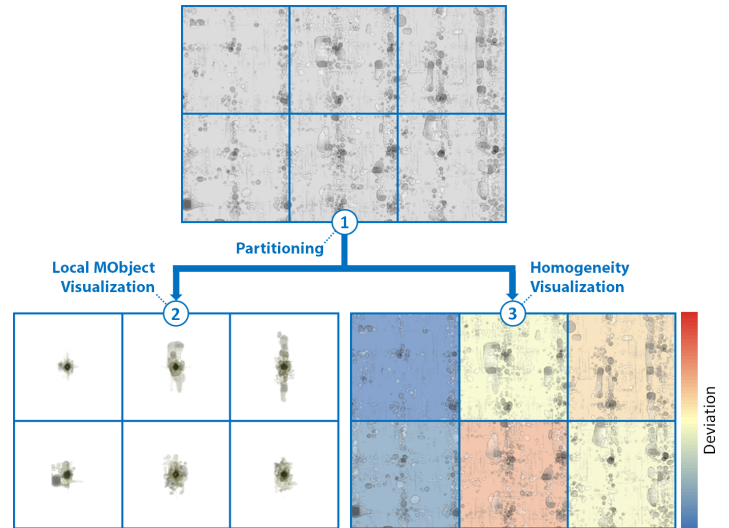 1
Partitioning
Local MObject
Visualization
2
Homogeneity
Visualization
3
Deviation